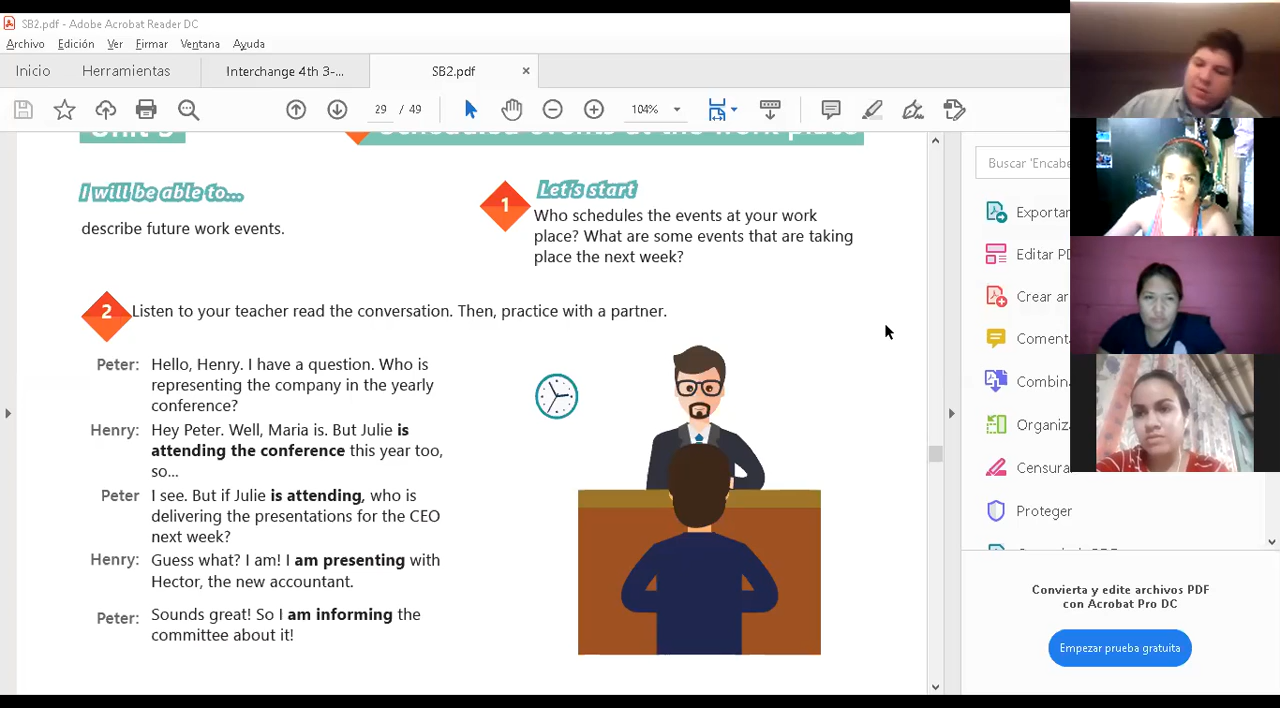 SB2.pdf - Adobe Acrobat Reader DC
Archivo Edición Ver Firmar Ventana Ayuda
Inicio Herramientas Interchange 4th 3-... SB2.pdf ×
29 / 49 104%
Scheduled events at the work place
I will be able to...
describe future work events.
1 Let's start
Who schedules the events at your work
place? What are some events that are taking
place the next week?
2 Listen to your teacher read the conversation. Then, practice with a partner.
Peter: Hello, Henry. I have a question. Who is
representing the company in the yearly
conference?
Henry: Hey Peter. Well, Maria is. But Julie is
attending the conference this year too,
so...
Peter I see. But if Julie is attending, who is
delivering the presentations for the CEO
next week?
Henry: Guess what? I am! I am presenting with
Hector, the new accountant.
Peter: Sounds great! So I am informing the
committee about it!
Buscar 'Encabe
Exportar
Editar PD
Crear ar
Coment
Combin
Organiz
Censura
Proteger
Convierta y edite archivos PDF
con Acrobat Pro DC
Empezar prueba gratuita